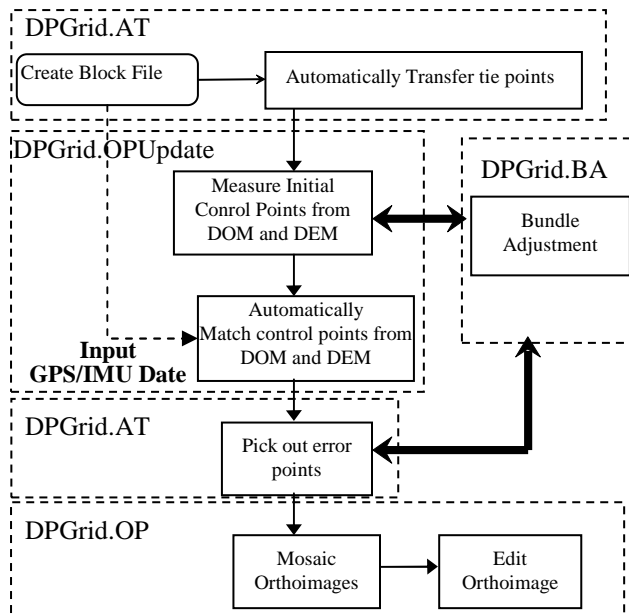 DPGrid.AT
Create Block File
Automatically Transfer tie points
DPGrid.OPUpdate
DPGrid.BA
Measure Initial
Conrol Points from
DOM and DEM
Bundle
Adjustment
Automatically
Match control points from
DOM and DEM
Input
GPS/IMU Date
DPGrid.AT
Pick out error
points
DPGrid.OP
Mosaic
Orthoimages
Edit
Orthoimage